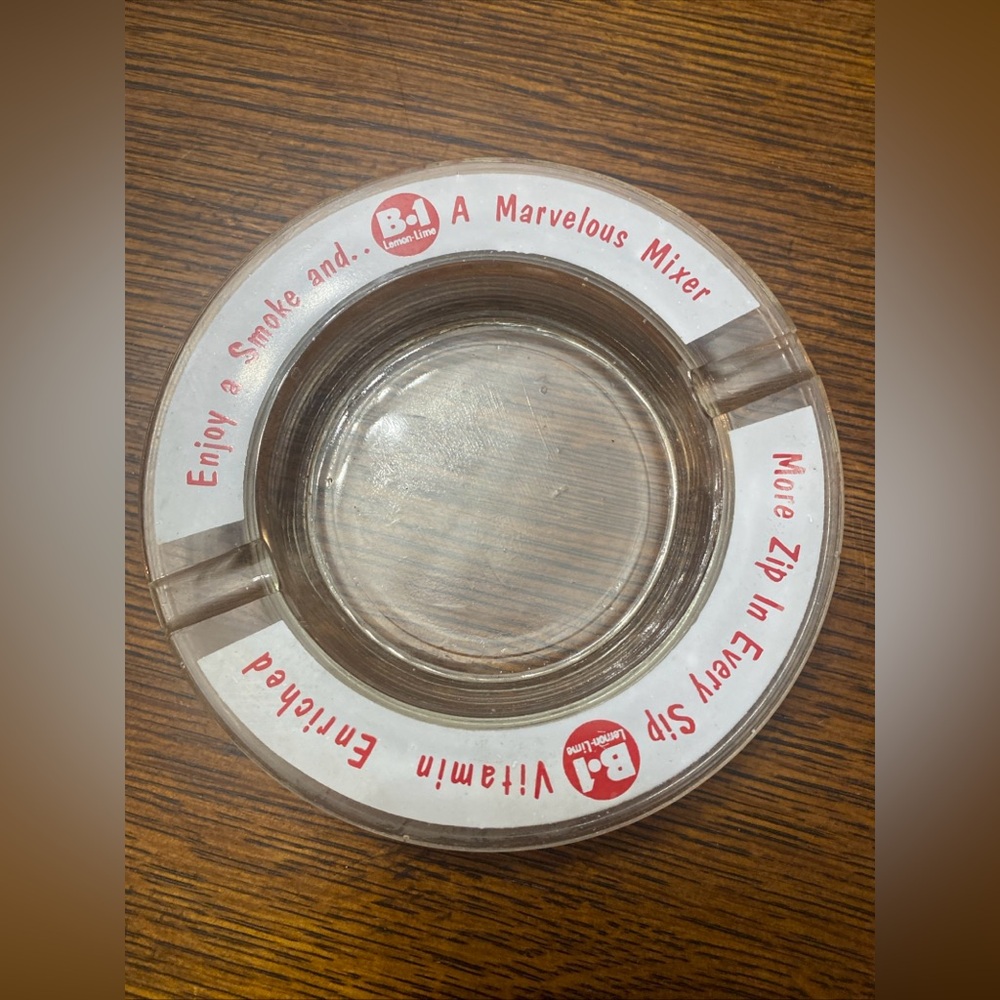 Enjoy a Smoke and..
B·1
Lemon-Lime
A Marvelous Mixer
More Zip In Every Sip
B·1
Lemon-Lime
Vitamin Enriched